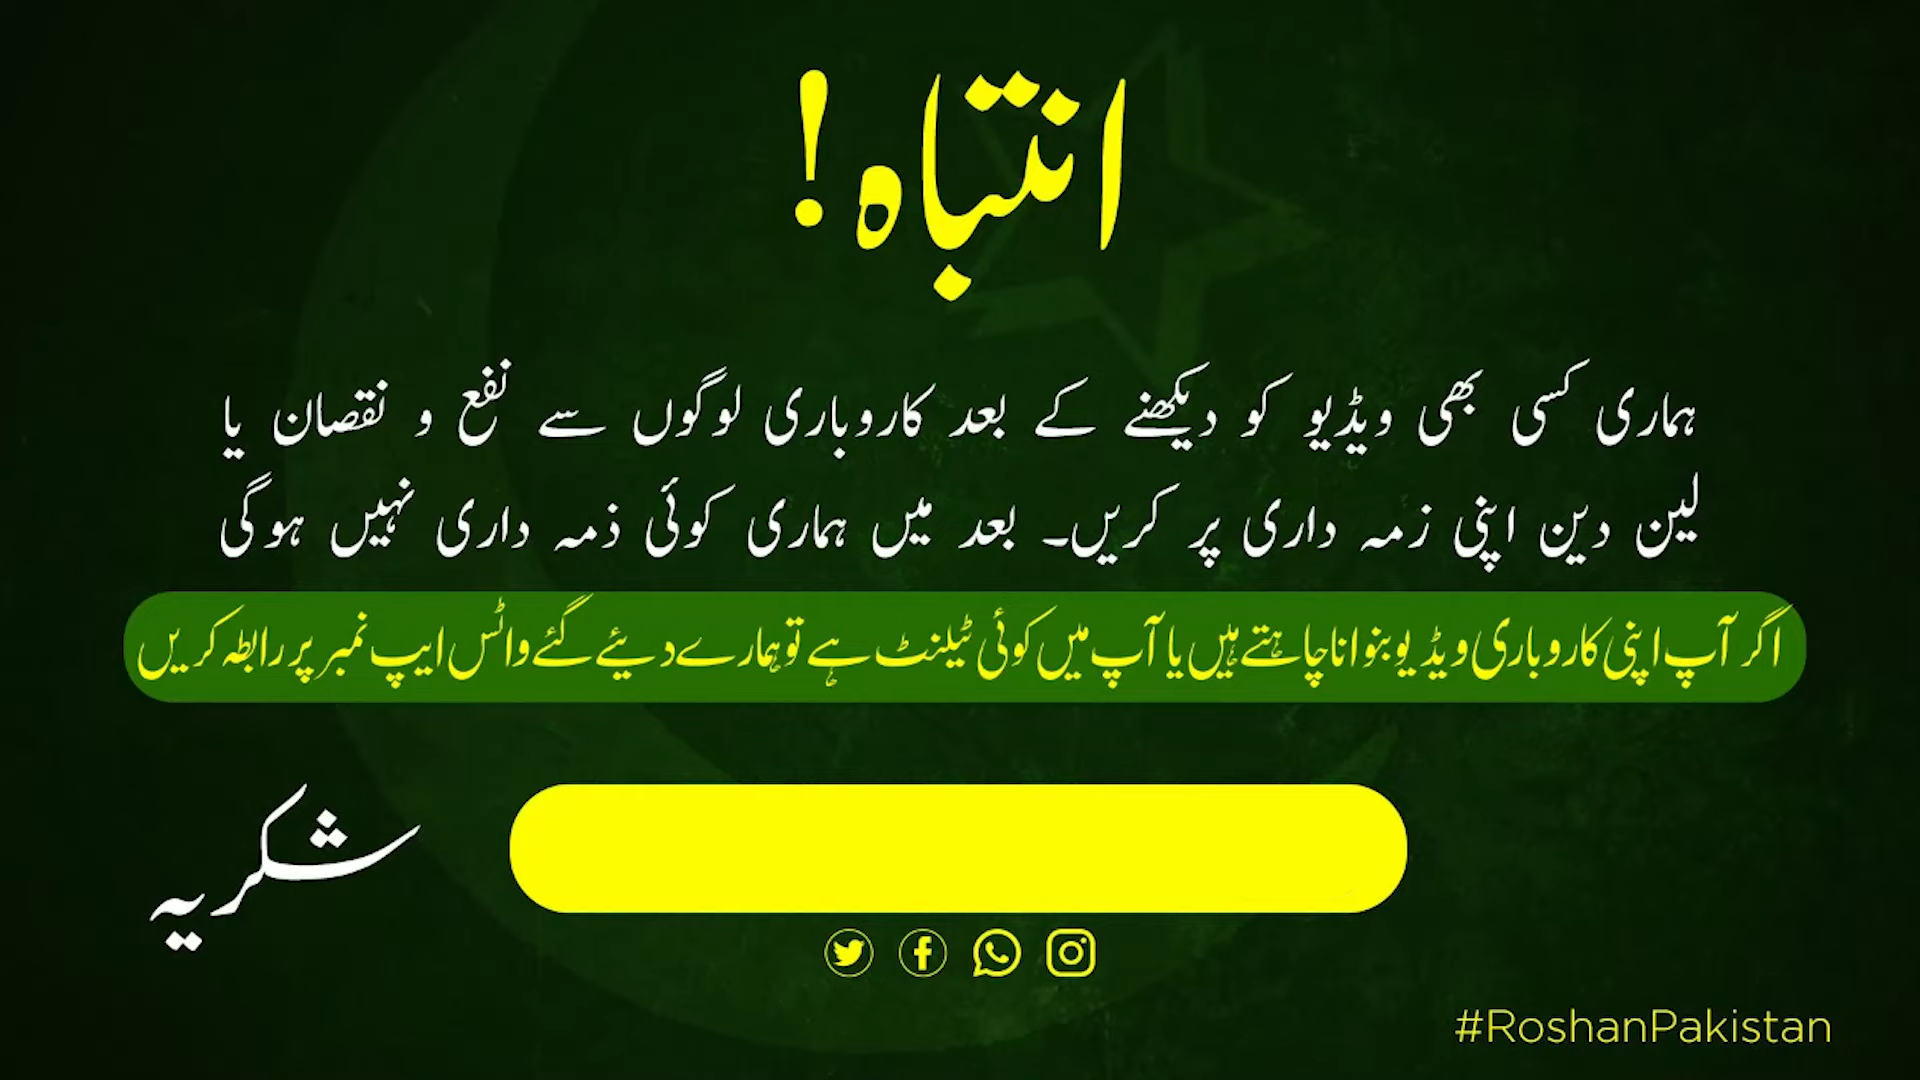 انتباہ!
ہماری کسی بھی ویڈیو کو دیکھنے کے بعد کاروباری لوگوں سے نفع و نقصان یا
لین دین اپنی زمہ داری پر کریں۔ بعد میں ہماری کوئی ذمہ داری نہیں ہوگی
اگر آپ اپنی کاروباری ویڈیو بنوانا چاہتے ہیں یا آپ میں کوئی ٹیلنٹ ہے تو ہمارے دیئے گئے واٹس ایپ نمبر پر رابطہ کریں
شکریہ
#RoshanPakistan